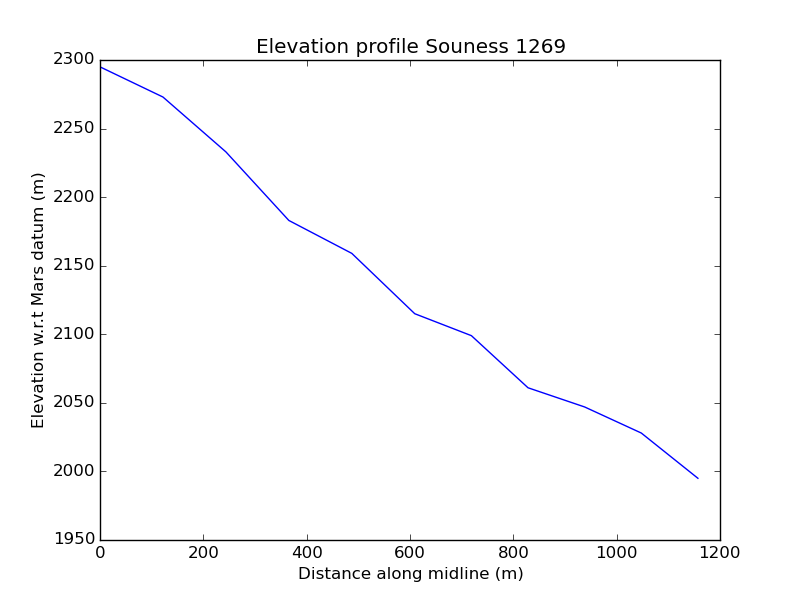 Elevation profile Souness 1269
2300
2250
2200
2150
2100
2050
2000
1950
Elevation w.r.t Mars datum (m)
0 200 400 600 800 1000 1200
Distance along midline (m)